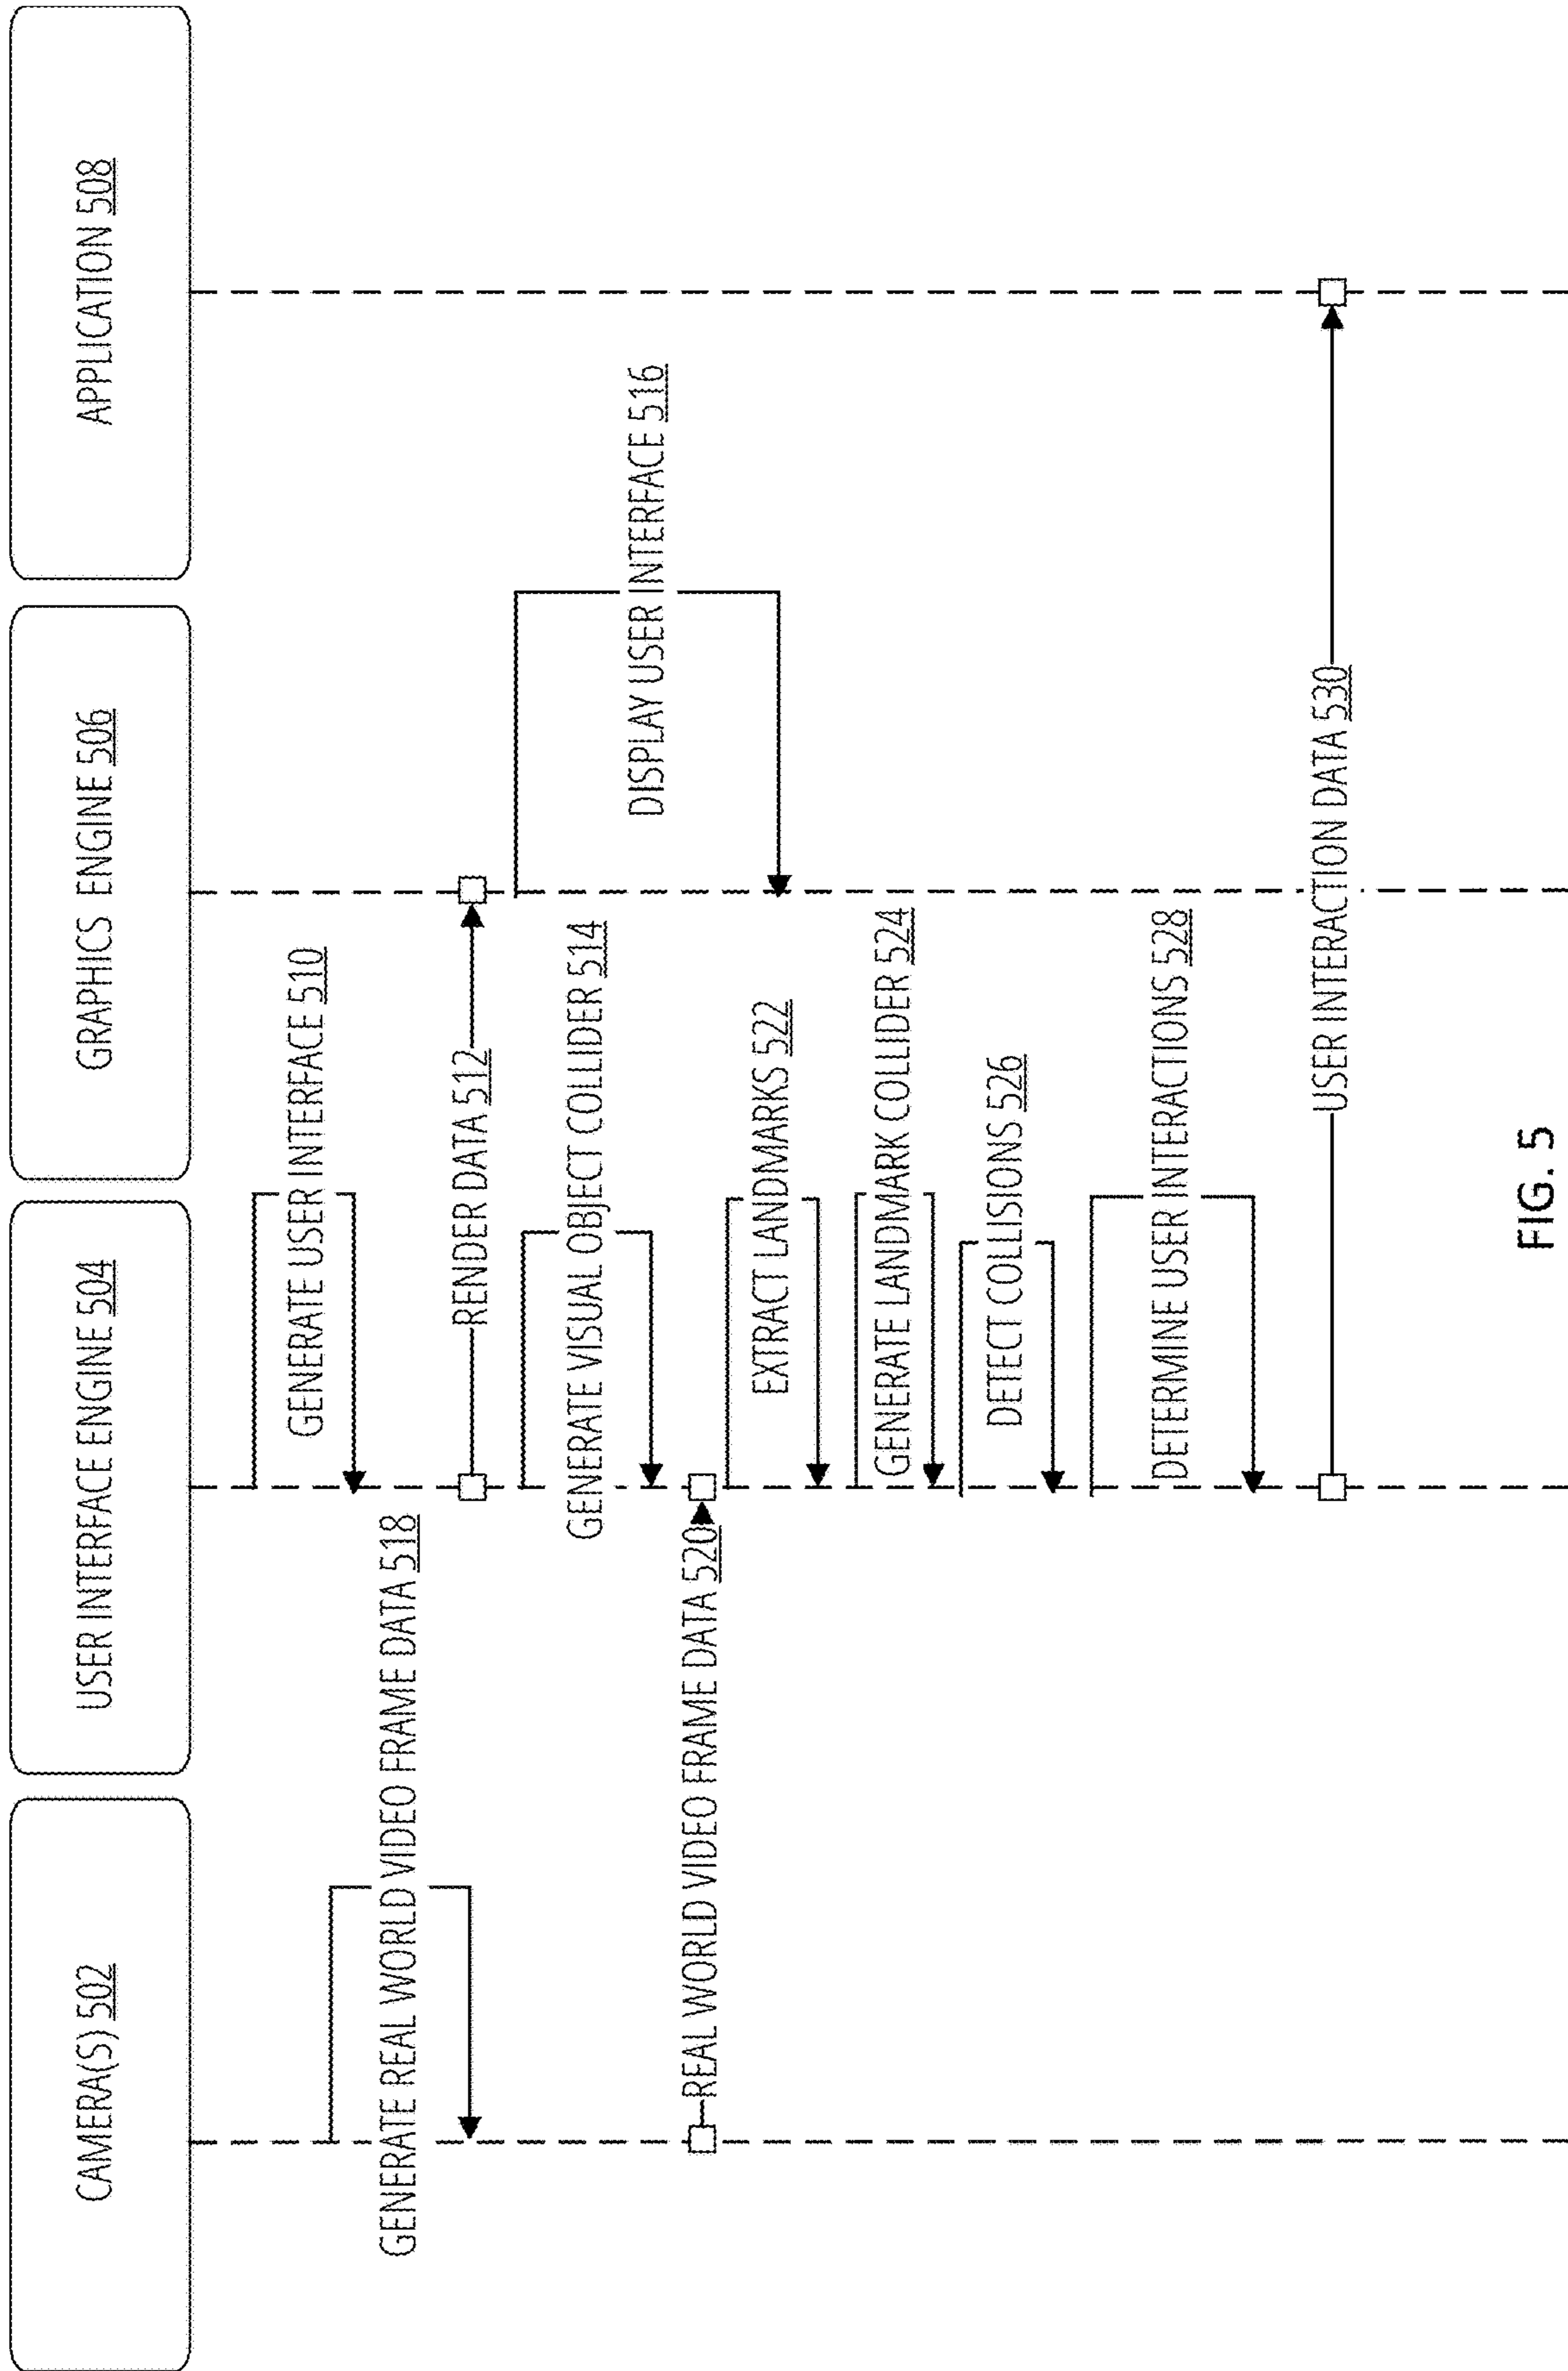 CAMERA(S) 502
USER INTERFACE ENGINE 504
GRAPHICS ENGINE 506
APPLICATION 508
GENERATE USER INTERFACE 510
GENERATE REAL WORLD VIDEO FRAME DATA 518
RENDER DATA 512
GENERATE VISUAL OBJECT COLLIDER 514
DISPLAY USER INTERFACE 516
REAL WORLD VIDEO FRAME DATA 520
EXTRACT LANDMARKS 522
GENERATE LANDMARK COLLIDER 524
DETECT COLLISIONS 526
DETERMINE USER INTERACTIONS 528
USER INTERACTION DATA 530
FIG. 5